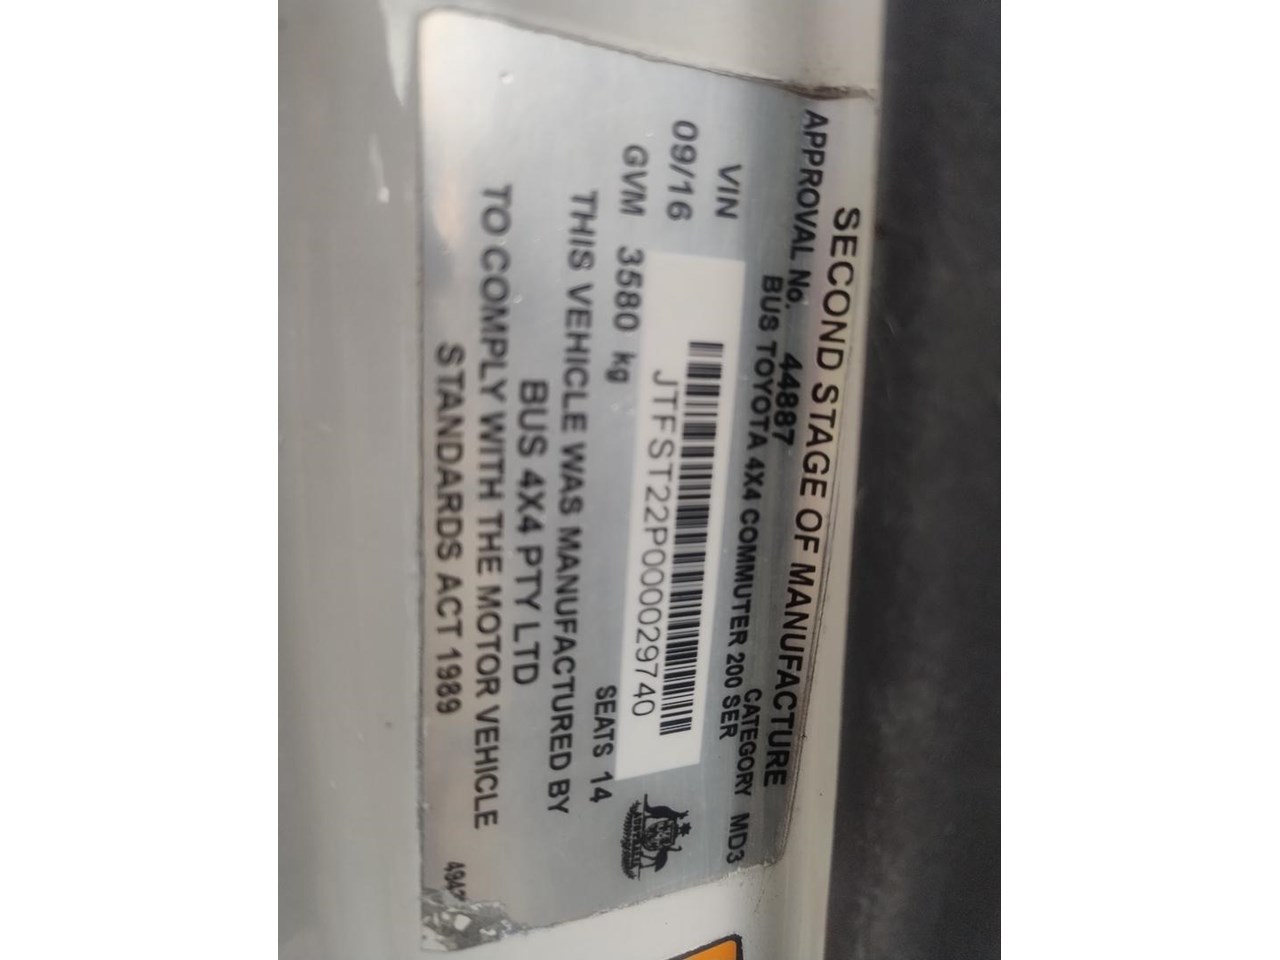 SECOND STAGE OF MANUFACTURE
APPROVAL No. 44887 CATEGORY MD3
BUS TOYOTA 4X4 COMMUTER 200 SER
VIN
09/16 JTFST22P000029740
GVM 3580 kg SEATS 14
THIS VEHICLE WAS MANUFACTURED BY
BUS 4X4 PTY LTD
TO COMPLY WITH THE MOTOR VEHICLE
STANDARDS ACT 1989